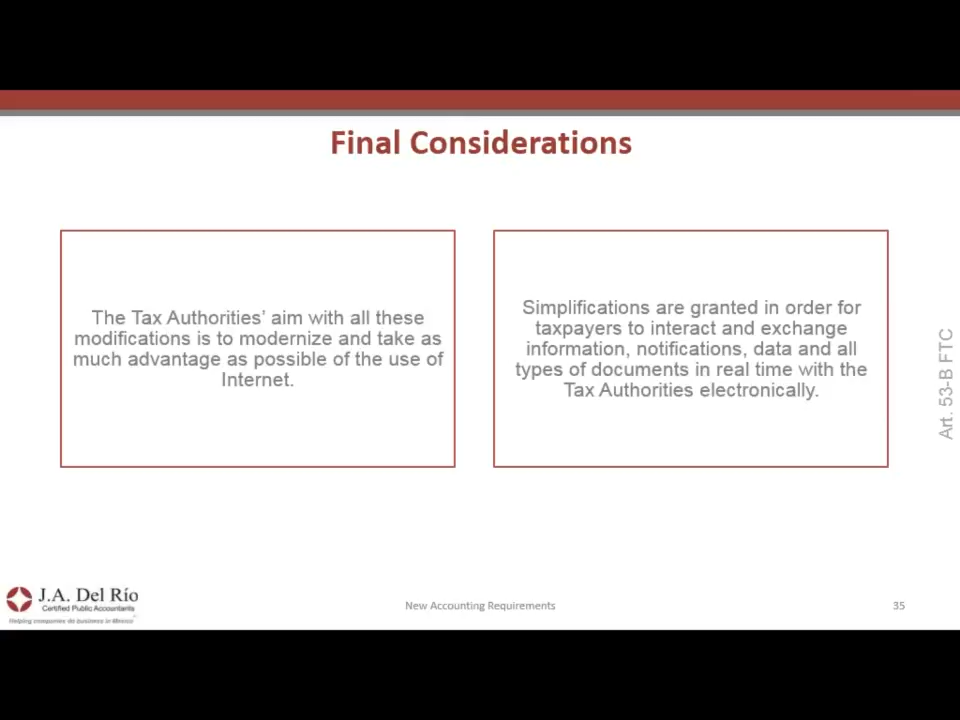 Final Considerations
The Tax Authorities’ aim with all these
modifications is to modernize and take as
much advantage as possible of the use of
Internet.
Simplifications are granted in order for
taxpayers to interact and exchange
information, notifications, data and all
types of documents in real time with the
Tax Authorities electronically.
Art. 53-B FTC
J.A. Del Río
Certified Public Accountants
Helping companies do business in Mexico
New Accounting Requirements
35